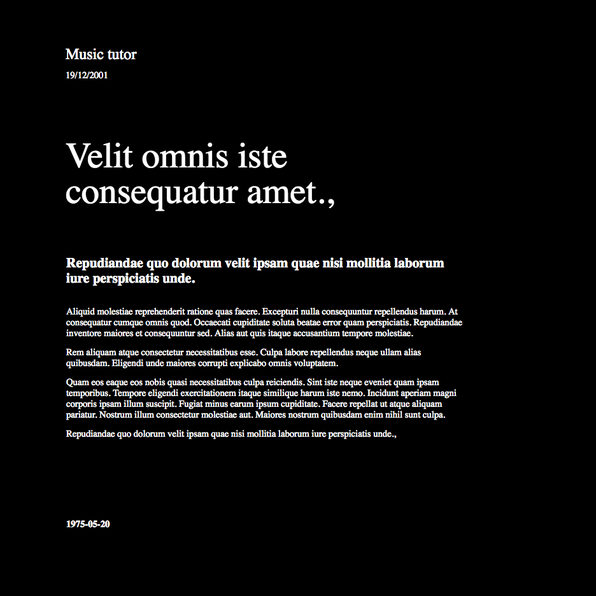 Music tutor
19/12/2001
Velit omnis iste
consequatur amet.,
Repudiandae quo dolorum velit ipsam quae nisi mollitia laborum
iure perspiciatis unde.
Aliquid molestiae reprehenderit ratione quas facere. Excepturi nulla consequuntur repellendus harum. At
consequatur cumque omnis quod. Occaecati cupiditate soluta beatae error quam perspiciatis. Repudiandae
inventore maiores et consequuntur sed. Alias aut quis itaque accusantium tempore molestiae.
Rem aliquam atque consectetur necessitatibus esse. Culpa labore repellendus neque ullam alias
quibusdam. Eligendi unde maiores corrupti explicabo omnis voluptatem.
Quam eos eaque eos nobis quasi necessitatibus culpa reiciendis. Sint iste neque eveniet quam ipsam
temporibus. Tempore eligendi exercitationem itaque similique harum iste nemo. Incidunt aperiam magni
corporis ipsam illum suscipit. Fugiat minus earum ipsum cupiditate. Facere repellat ut atque aliquam
pariatur. Nostrum illum consectetur molestiae aut. Maiores nostrum quibusdam enim nihil sunt culpa.
Repudiandae quo dolorum velit ipsam quae nisi mollitia laborum iure perspiciatis unde.,
1975-05-20